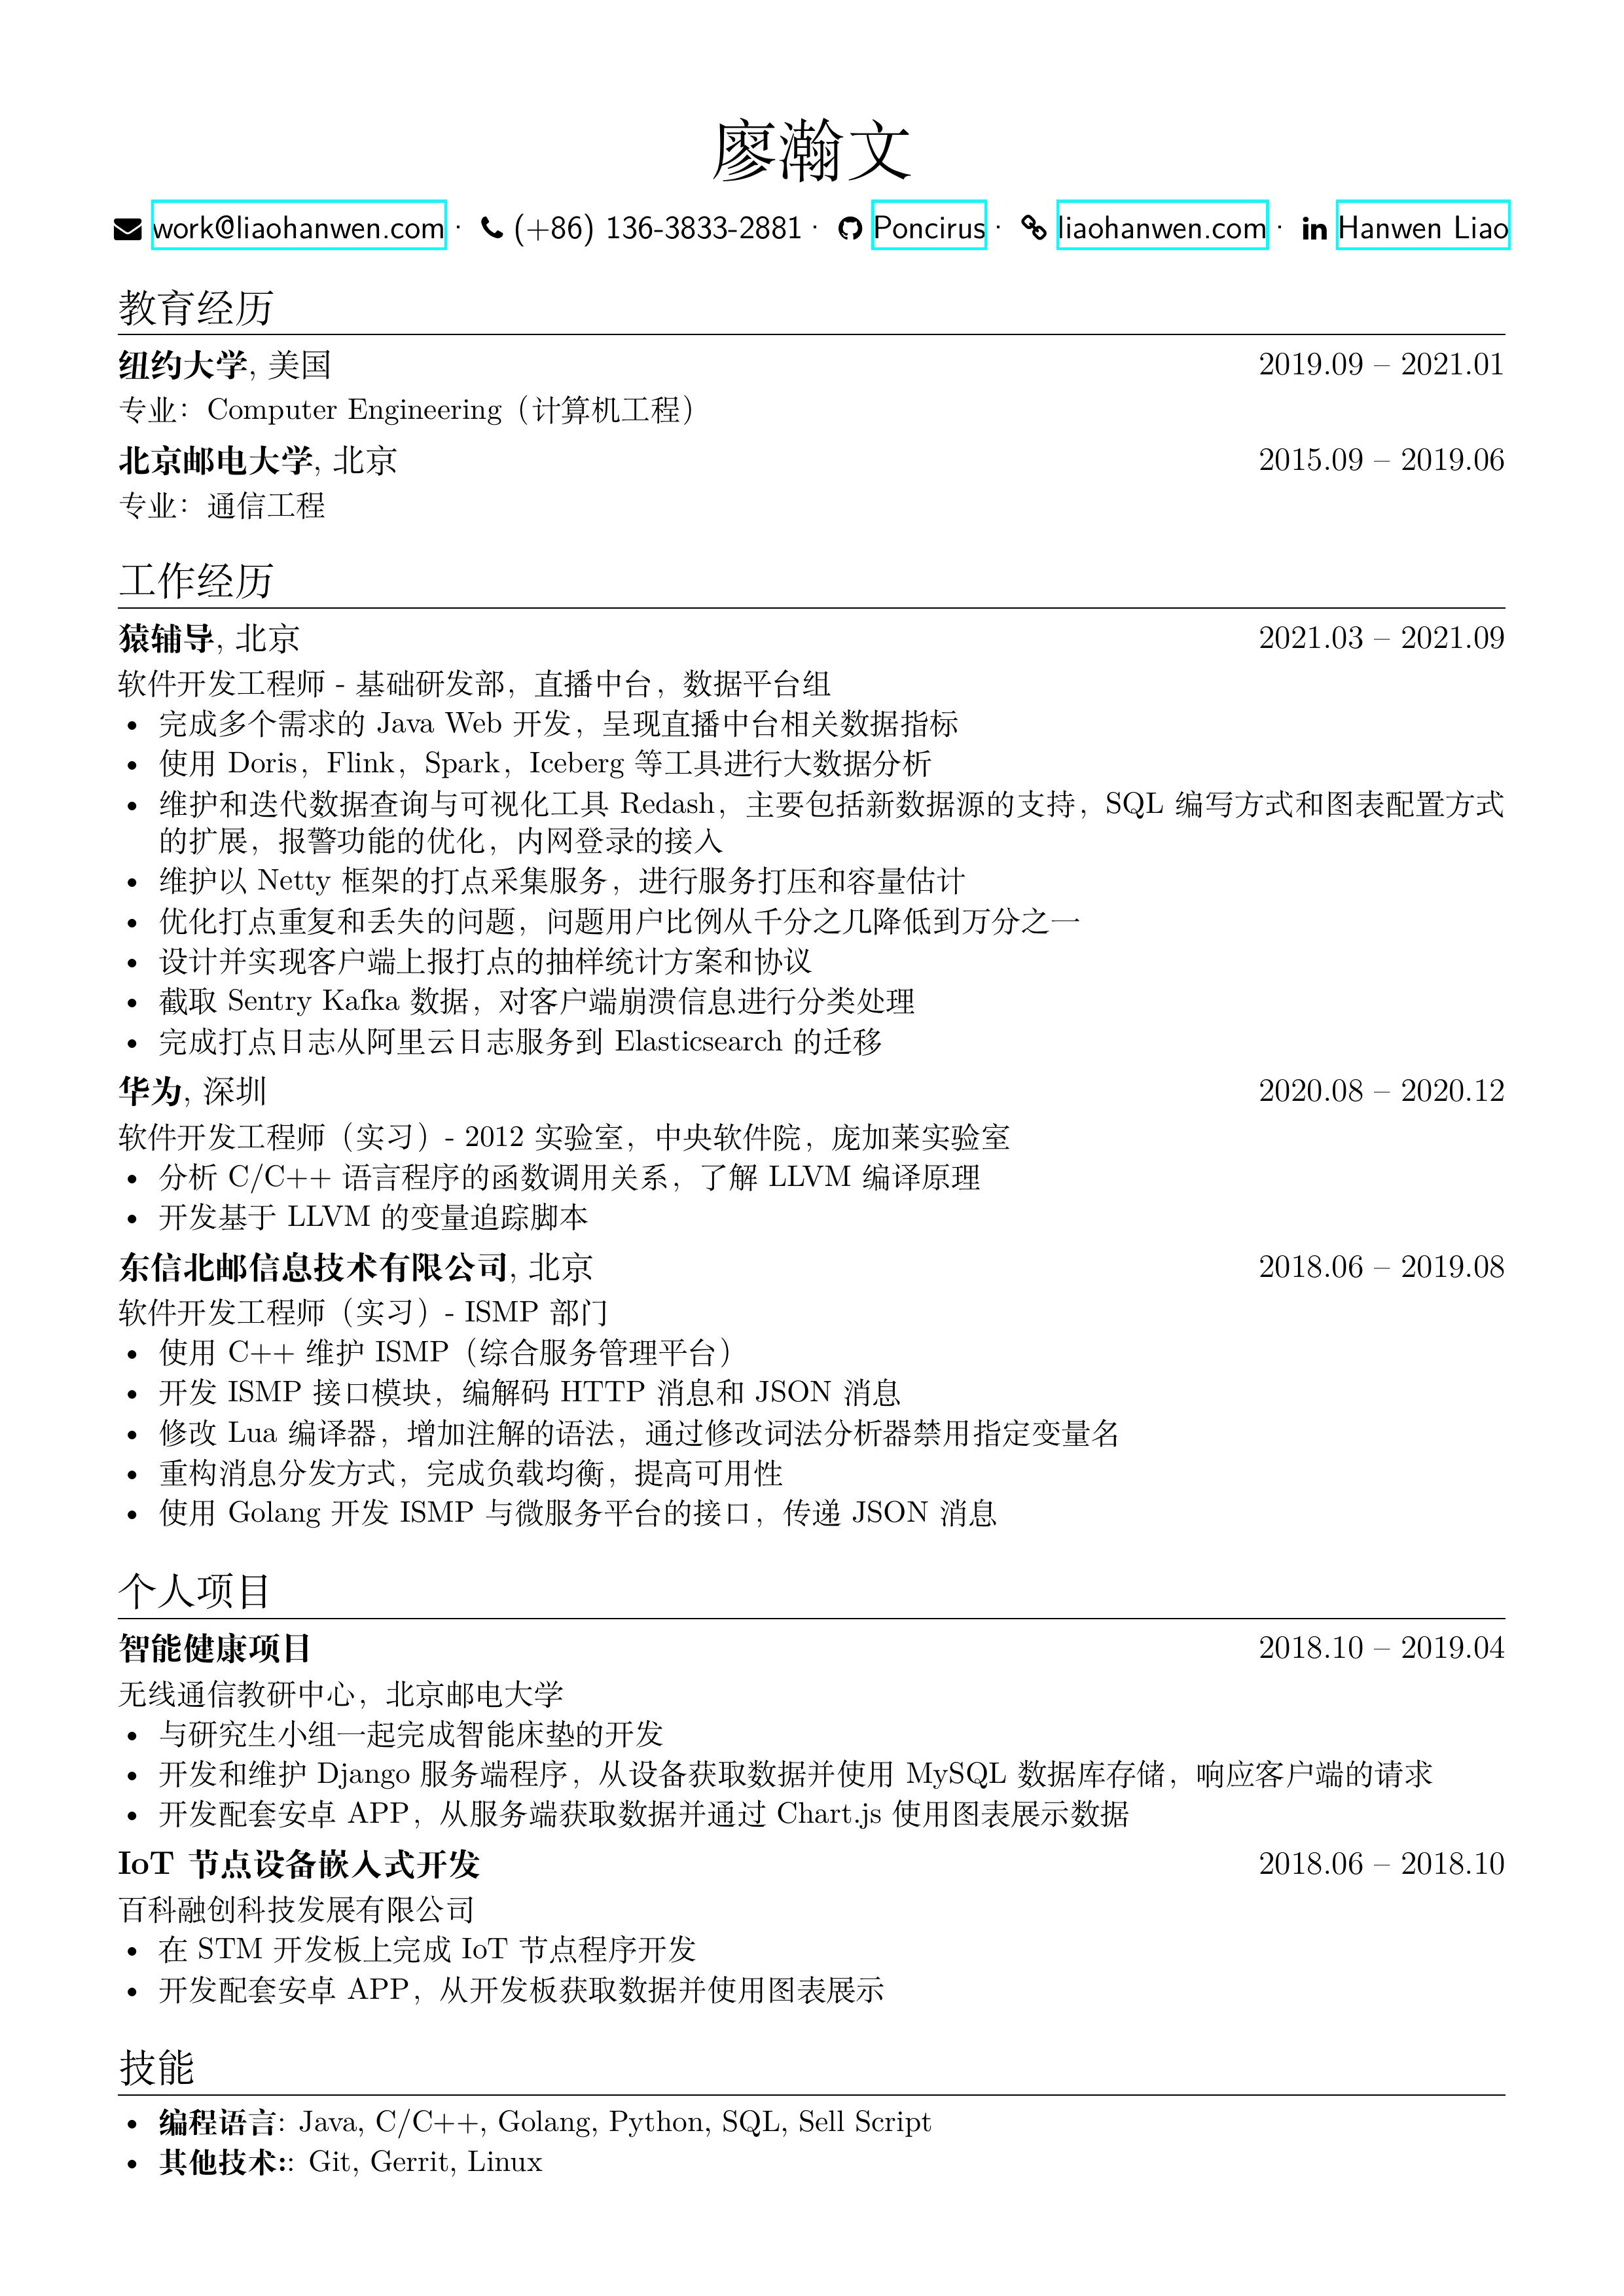 廖瀚文
work@liaohanwen.com · (+86) 136-3833-2881 · Poncirus · liaohanwen.com · Hanwen Liao
教育经历
纽约大学, 美国 2019.09 – 2021.01
专业：Computer Engineering（计算机工程）
北京邮电大学, 北京 2015.09 – 2019.06
专业：通信工程
工作经历
猿辅导, 北京 2021.03 – 2021.09
软件开发工程师 - 基础研发部，直播中台，数据平台组
• 完成多个需求的 Java Web 开发，呈现直播中台相关数据指标
• 使用 Doris，Flink，Spark，Iceberg 等工具进行大数据分析
• 维护和迭代数据查询与可视化工具 Redash，主要包括新数据源的支持，SQL 编写方式和图表配置方式
的扩展，报警功能的优化，内网登录的接入
• 维护以 Netty 框架的打点采集服务，进行服务打压和容量估计
• 优化打点重复和丢失的问题，问题用户比例从千分之几降低到万分之一
• 设计并实现客户端上报打点的抽样统计方案和协议
• 截取 Sentry Kafka 数据，对客户端崩溃信息进行分类处理
• 完成打点日志从阿里云日志服务到 Elasticsearch 的迁移
华为, 深圳 2020.08 – 2020.12
软件开发工程师（实习）- 2012 实验室，中央软件院，庞加莱实验室
• 分析 C/C++ 语言程序的函数调用关系，了解 LLVM 编译原理
• 开发基于 LLVM 的变量追踪脚本
东信北邮信息技术有限公司, 北京 2018.06 – 2019.08
软件开发工程师（实习）- ISMP 部门
• 使用 C++ 维护 ISMP（综合服务管理平台）
• 开发 ISMP 接口模块，编解码 HTTP 消息和 JSON 消息
• 修改 Lua 编译器，增加注解的语法，通过修改词法分析器禁用指定变量名
• 重构消息分发方式，完成负载均衡，提高可用性
• 使用 Golang 开发 ISMP 与微服务平台的接口，传递 JSON 消息
个人项目
智能健康项目 2018.10 – 2019.04
无线通信教研中心，北京邮电大学
• 与研究生小组一起完成智能床垫的开发
• 开发和维护 Django 服务端程序，从设备获取数据并使用 MySQL 数据库存储，响应客户端的请求
• 开发配套安卓 APP，从服务端获取数据并通过 Chart.js 使用图表展示数据
IoT 节点设备嵌入式开发 2018.06 – 2018.10
百科融创科技发展有限公司
• 在 STM 开发板上完成 IoT 节点程序开发
• 开发配套安卓 APP，从开发板获取数据并使用图表展示
技能
• 编程语言: Java, C/C++, Golang, Python, SQL, Sell Script
• 其他技术:: Git, Gerrit, Linux